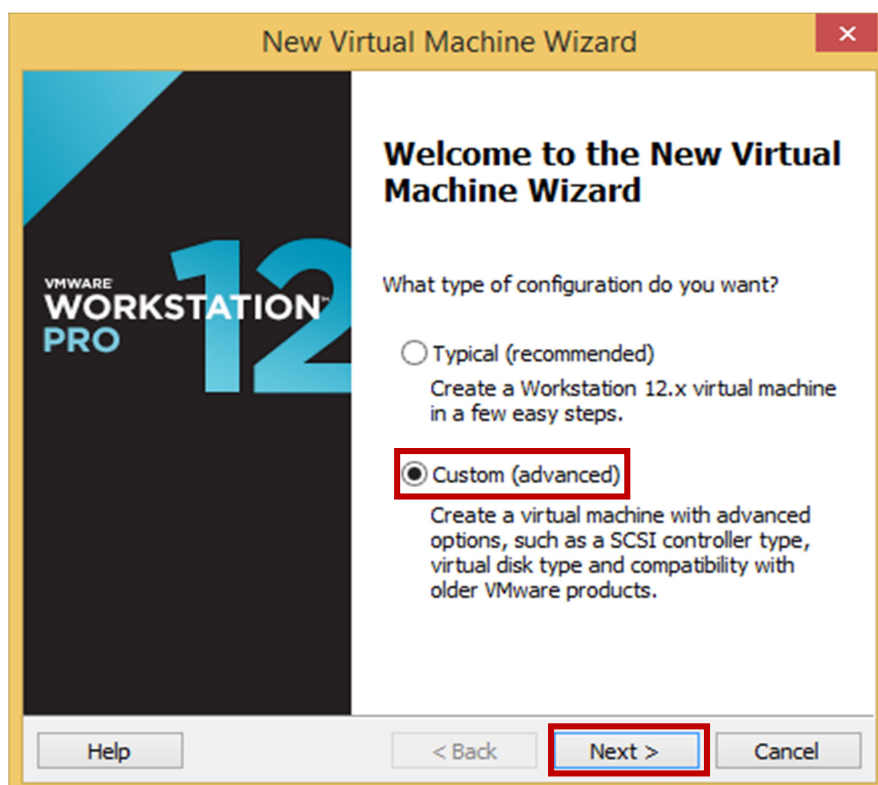 New Virtual Machine Wizard
Welcome to the New Virtual
Machine Wizard
VMWARE
WORKSTATION™
PRO
12
What type of configuration do you want?
Typical (recommended)
Create a Workstation 12.x virtual machine
in a few easy steps.
Custom (advanced)
Create a virtual machine with advanced
options, such as a SCSI controller type,
virtual disk type and compatibility with
older VMware products.
Help
< Back
Next >
Cancel